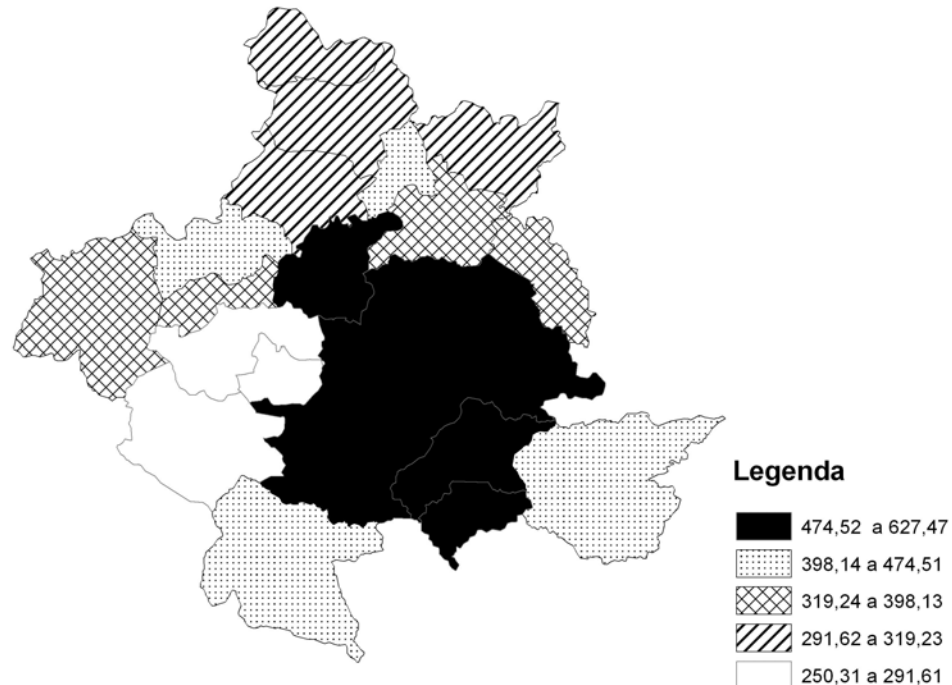 Legenda
474,52 a 627,47
398,14 a 474,51
319,24 a 398,13
291,62 a 319,23
250,31 a 291,61